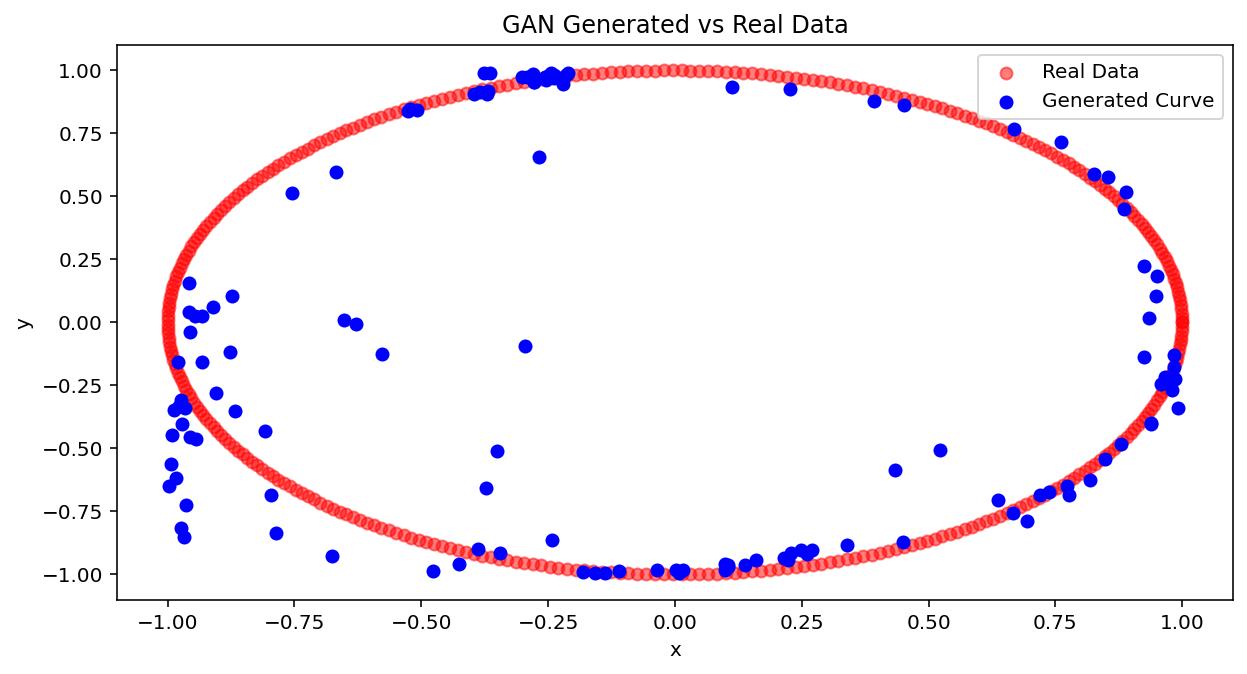 GAN Generated vs Real Data
Real Data
Generated Curve
1.00
0.75
0.50
0.25
0.00
−0.25
−0.50
−0.75
−1.00
y
−1.00 −0.75 −0.50 −0.25 0.00 0.25 0.50 0.75 1.00
x